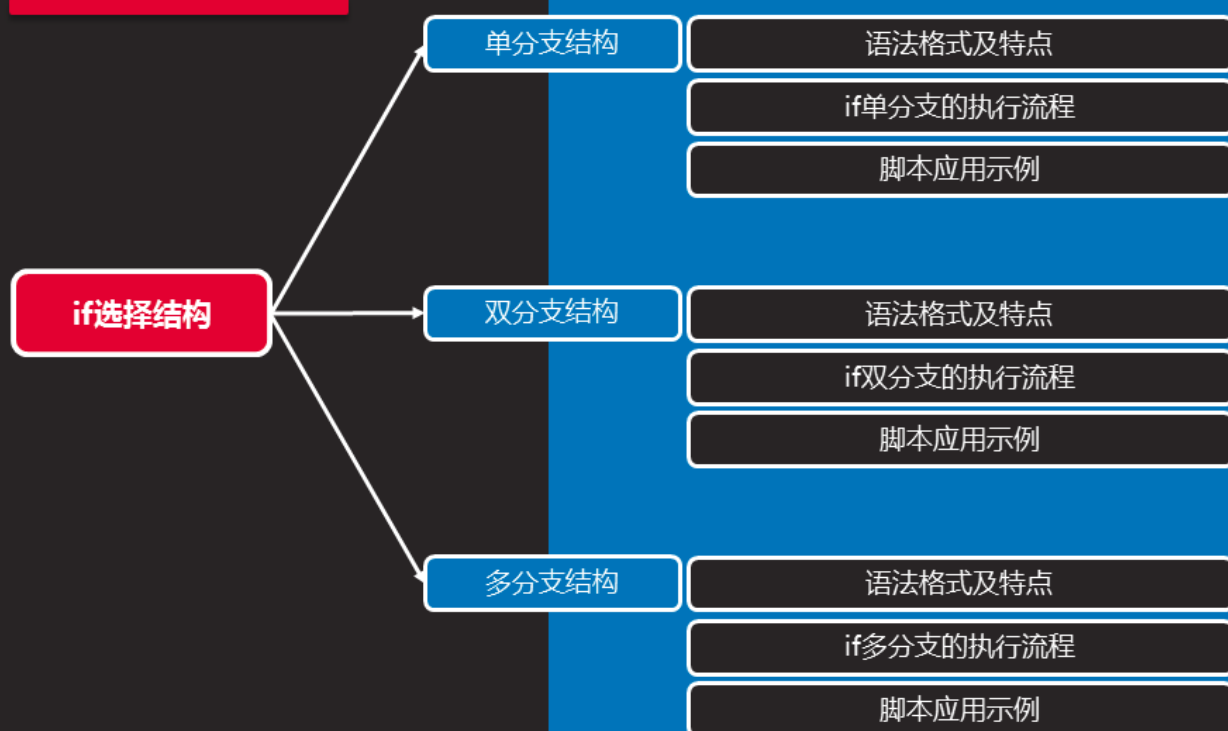 单分支结构
语法格式及特点
if单分支的执行流程
脚本应用示例
if选择结构
双分支结构
语法格式及特点
if双分支的执行流程
脚本应用示例
多分支结构
语法格式及特点
if多分支的执行流程
脚本应用示例